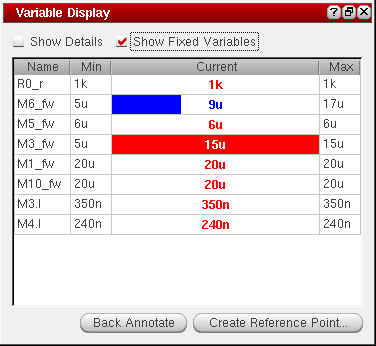 Variable Display
Show Details Show Fixed Variables
Name Min Current Max
R0_r 1k 1k 1k
M6_fw 5u 9u 17u
M5_fw 6u 6u 6u
M3_fw 5u 15u 15u
M1_fw 20u 20u 20u
M10_fw 20u 20u 20u
M3.l 350n 350n 350n
M4.l 240n 240n 240n
Back Annotate Create Reference Point...